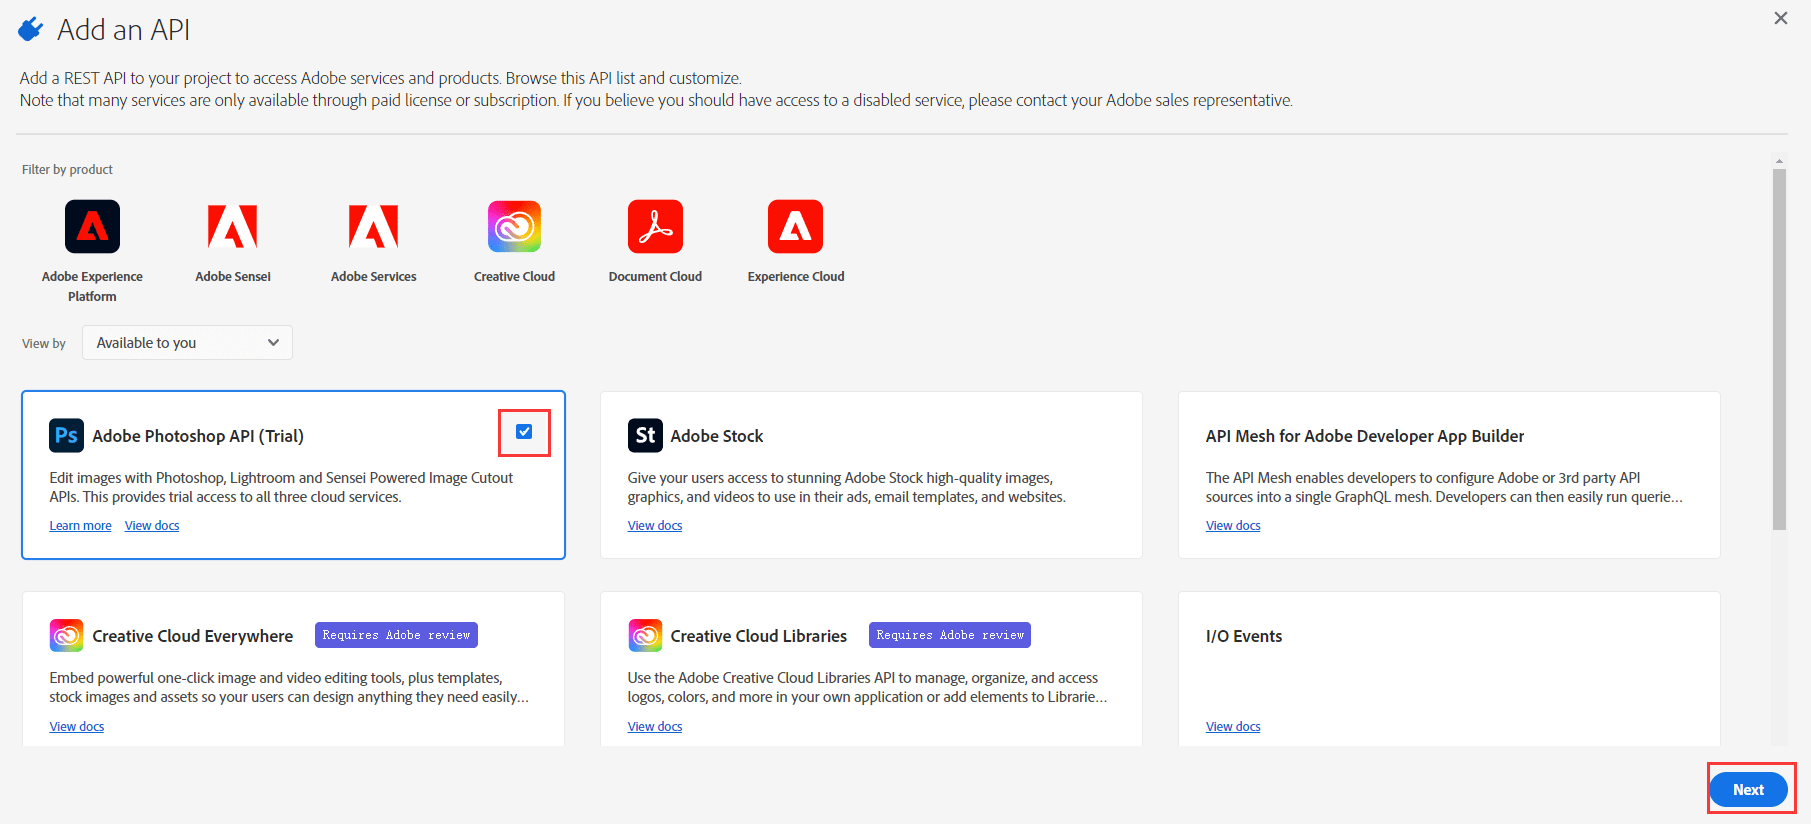 Add an API
Add a REST API to your project to access Adobe services and products. Browse this API list and customize.
Note that many services are only available through paid license or subscription. If you believe you should have access to a disabled service, please contact your Adobe sales representative.
Filter by product
Adobe Experience
Platform
Adobe Sensei
Adobe Services
Creative Cloud
Document Cloud
Experience Cloud
View by
Available to you
Ps
Adobe Photoshop API (Trial)
Edit images with Photoshop, Lightroom and Sensei Powered Image Cutout
APIs. This provides trial access to all three cloud services.
Learn more View docs
St
Adobe Stock
Give your users access to stunning Adobe Stock high-quality images,
graphics, and videos to use in their ads, email templates, and websites.
View docs
API Mesh for Adobe Developer App Builder
The API Mesh enables developers to configure Adobe or 3rd party API
sources into a single GraphQL mesh. Developers can then easily run querie…
View docs
Creative Cloud Everywhere
Requires Adobe review
Embed powerful one-click image and video editing tools, plus templates,
stock images and assets so your users can design anything they need easily…
View docs
Creative Cloud Libraries
Requires Adobe review
Use the Adobe Creative Cloud Libraries API to manage, organize, and access
logos, colors, and more in your own application or add elements to Librarie…
View docs
I/O Events
View docs
Next